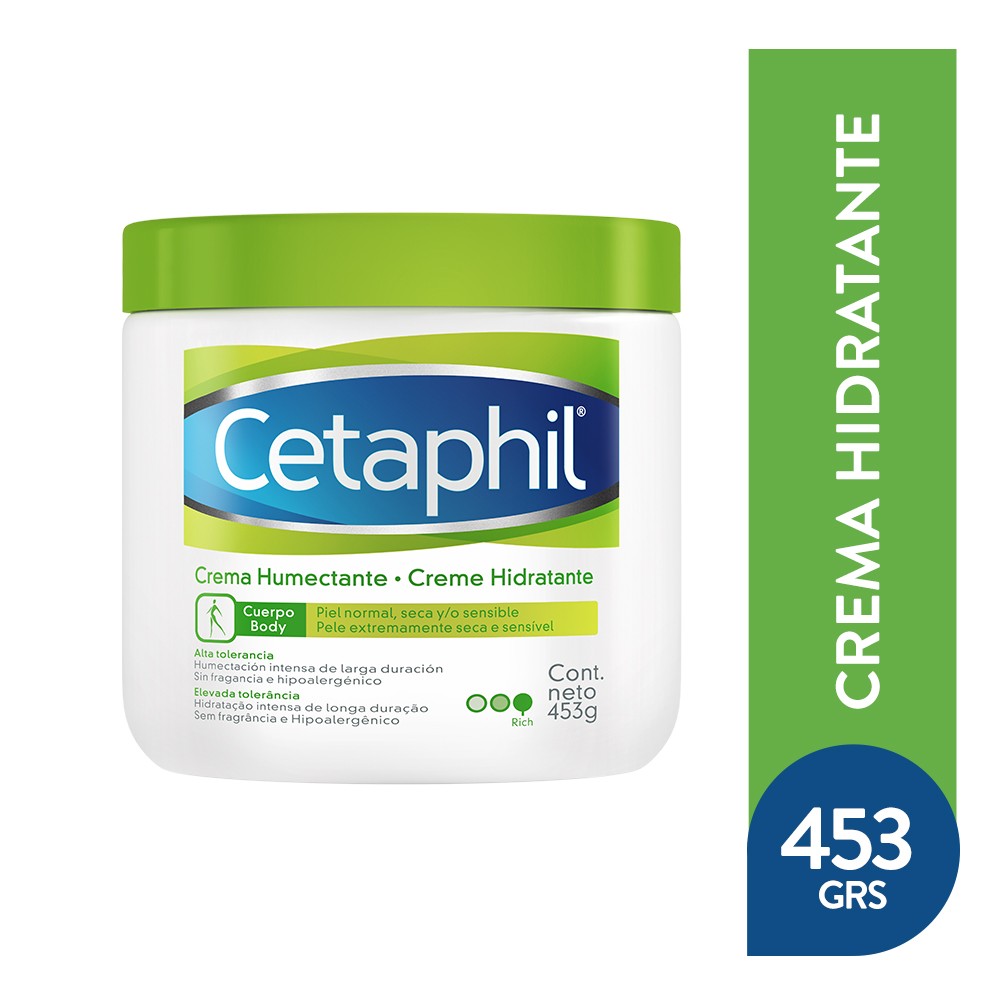 Cetaphil®
Crema Humectante • Creme Hidratante
Cuerpo
Body
Piel normal, seca y/o sensible
Pele extremamente seca e sensível
Alta tolerancia
Humectación intensa de larga duración
Sin fragancia e hipoalergénico
Elevada tolerância
Hidratação intensa de longa duração
Sem fragrância e Hipoalergênico
Rich
Cont.
neto
453g
CREMA HIDRATANTE
453
GRS